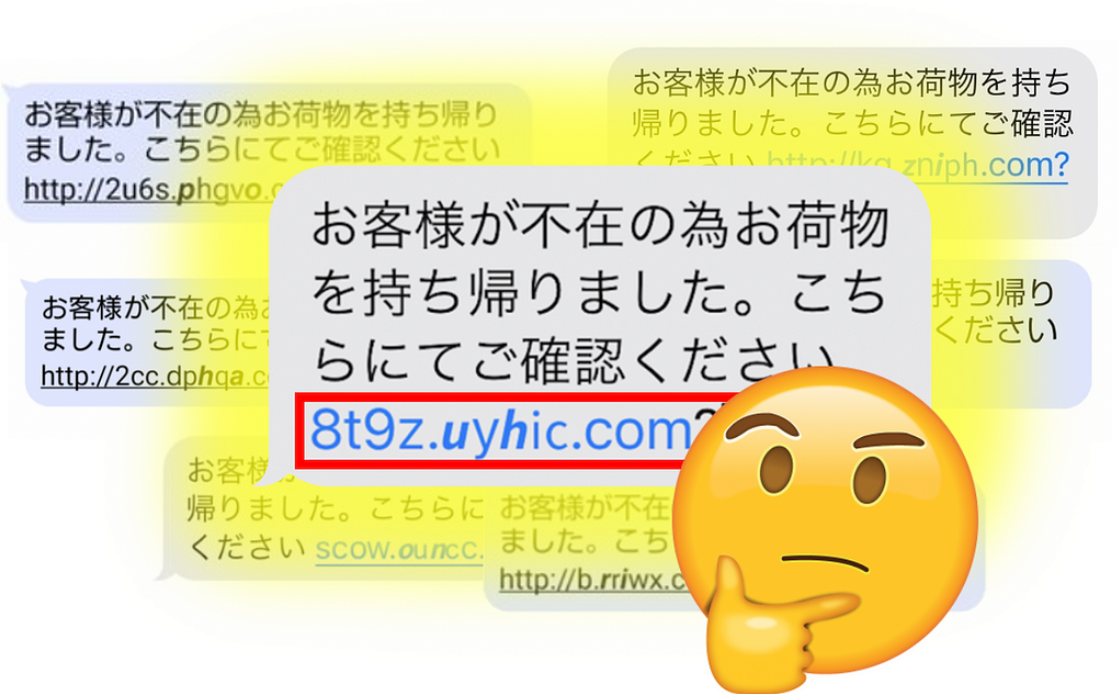 お客様が不在の為お荷物を持ち帰り
ました。こちらにてご確認ください
http://2u6s.phgvo.c
お客様が不在の為お荷物を持ち
帰りました。こちらにてご確認
ください http://kq.zniph.com?
お客様が不在の為お荷物
を持ち帰りました。こち
らにてご確認ください
8t9z.uyhic.com?
お客様が不在の為お
ました。こちらにて
http://2cc.dphqa.co
持ち帰り
ください
お客様が
帰りました。こちらに
ください scow.ouncc.
お客様が不在
ました。こち
http://b.rriwx.c